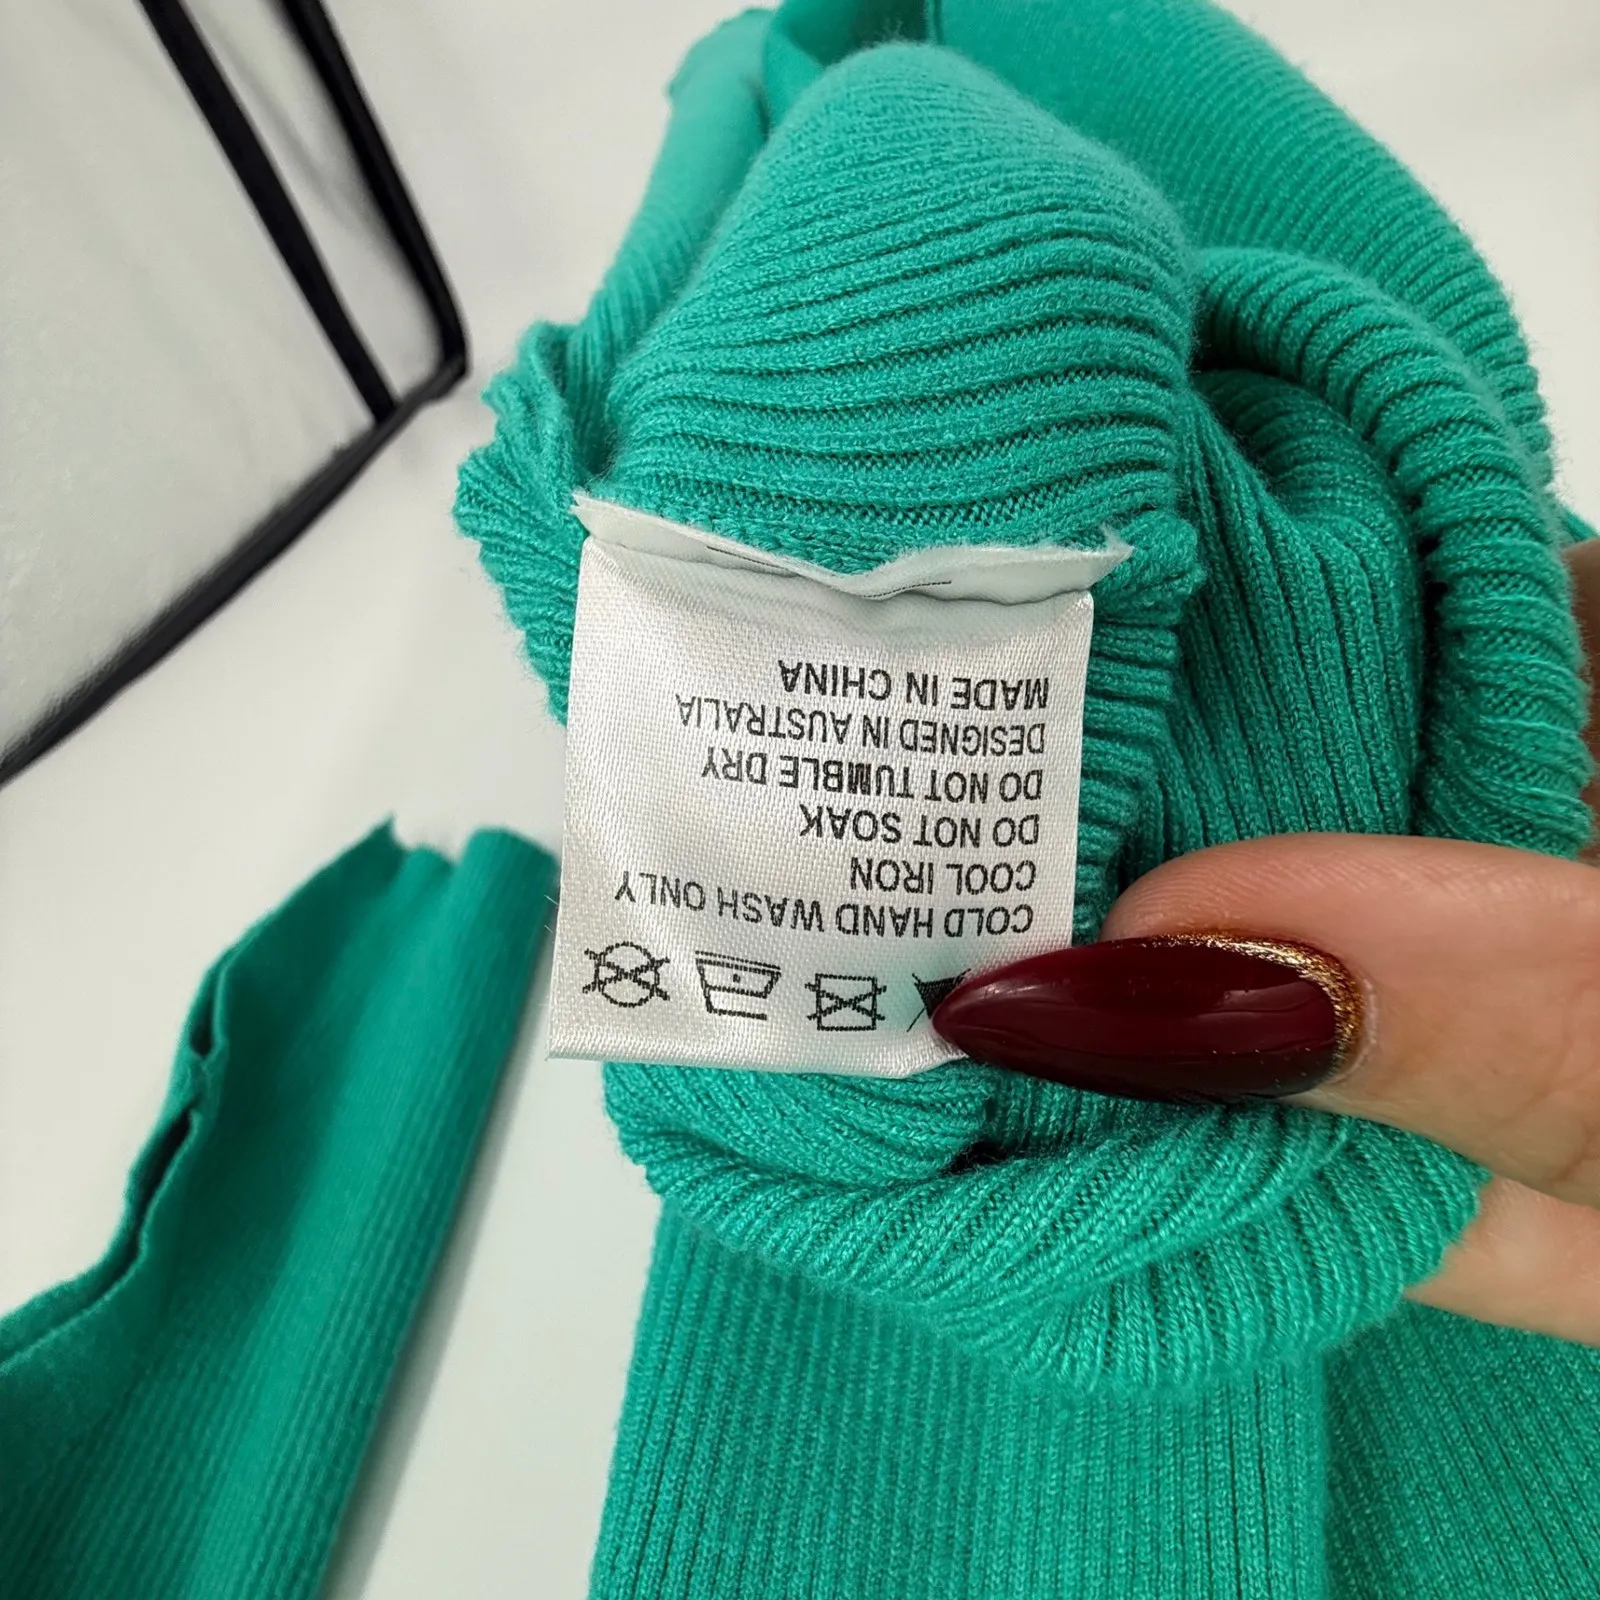 COLD HAND WASH ONLY
COOL IRON
DO NOT SOAK
DO NOT TUMBLE DRY
DESIGNED IN AUSTRALIA
MADE IN CHINA